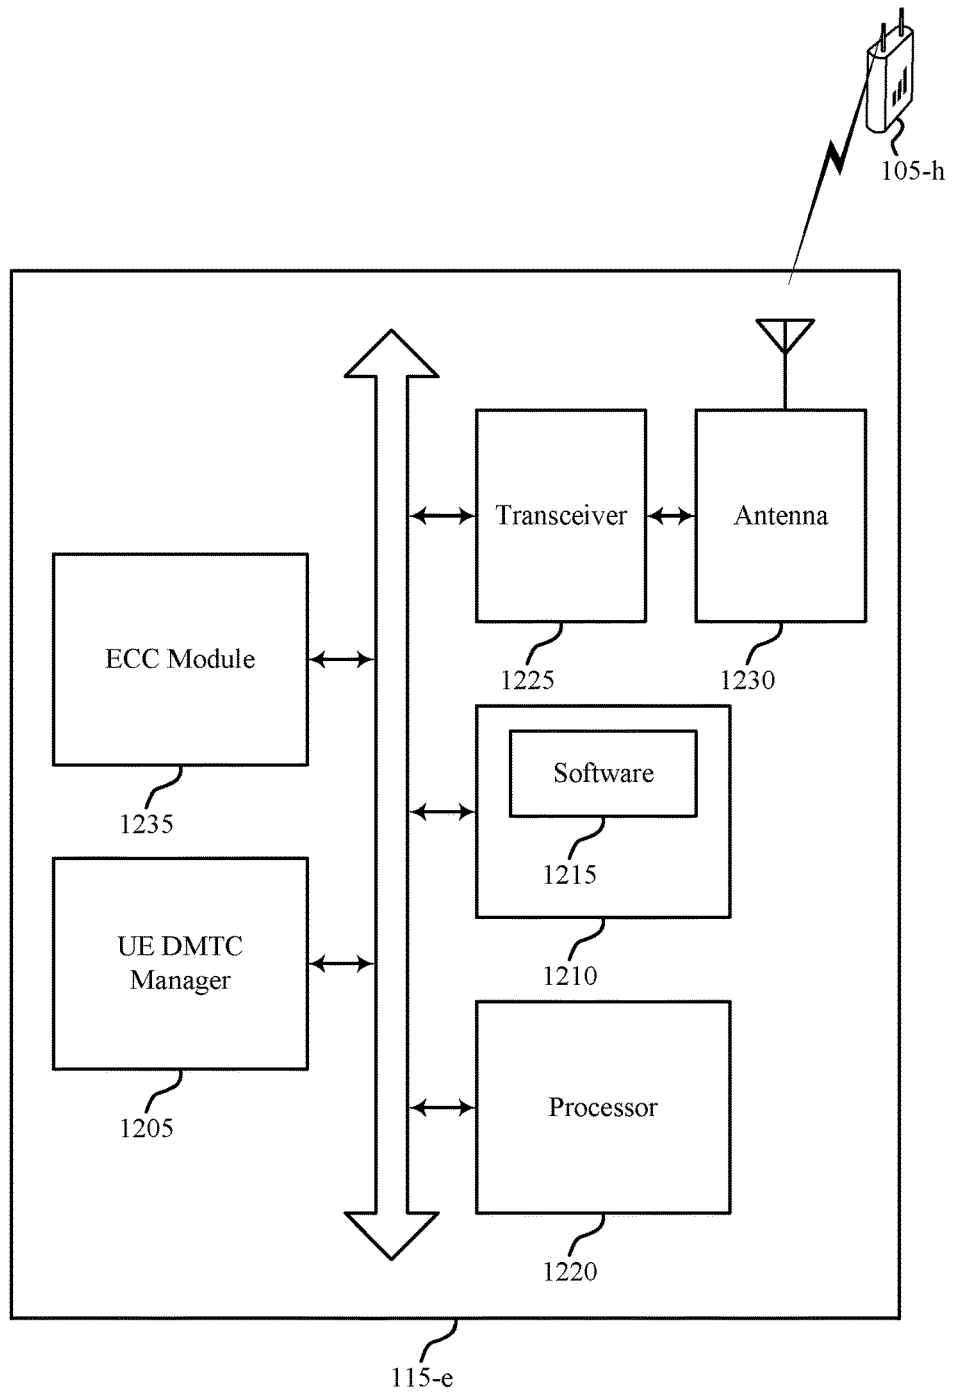 105-h
Transceiver
Antenna
1225
1230
ECC Module
1235
Software
1215
1210
UE DMTC
Manager
1205
Processor
1220
115-e